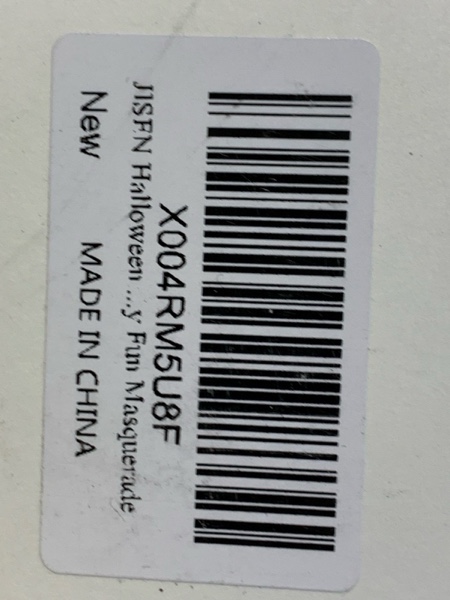 X004RM5U8F
JISEN Halloween ...y Fun Masquerade
New MADE IN CHINA